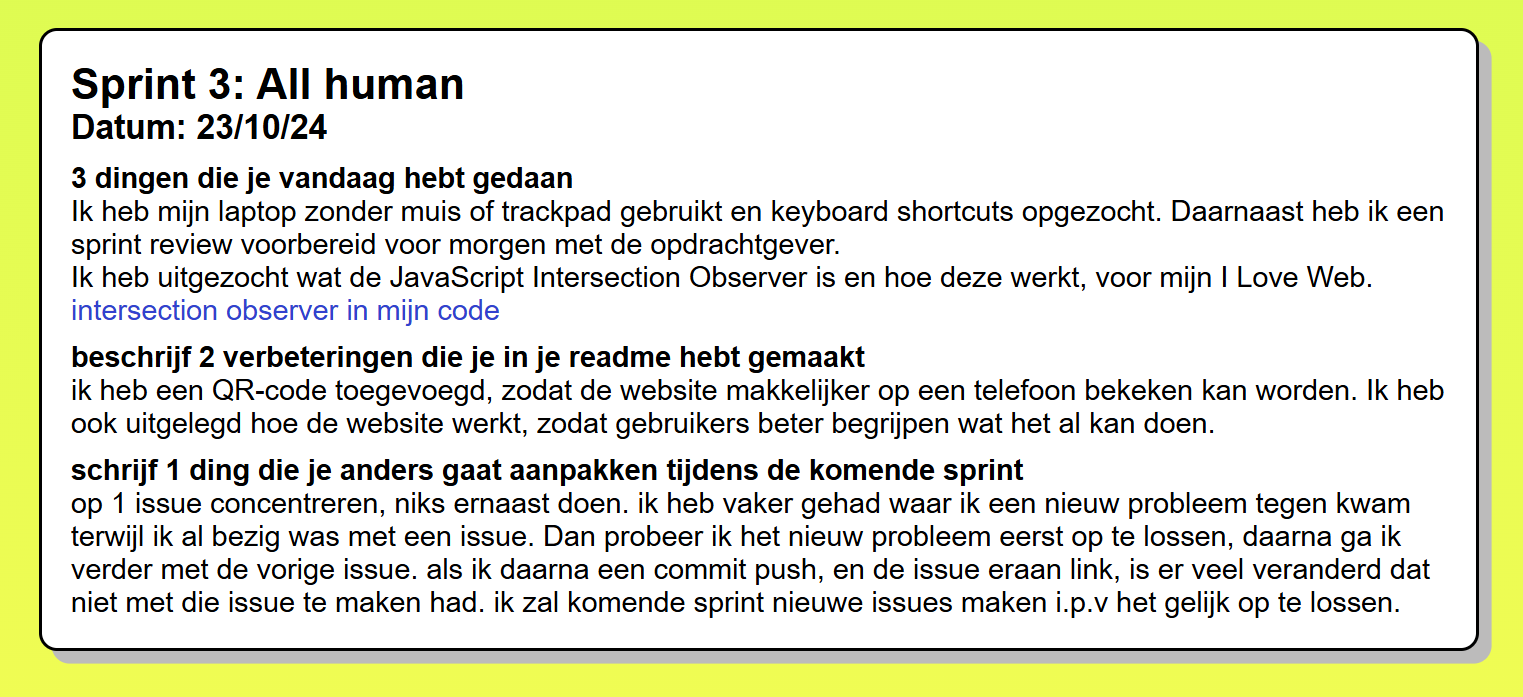 Sprint 3: All human
Datum: 23/10/24
3 dingen die je vandaag hebt gedaan
Ik heb mijn laptop zonder muis of trackpad gebruikt en keyboard shortcuts opgezocht. Daarnaast heb ik een
sprint review voorbereid voor morgen met de opdrachtgever.
Ik heb uitgezocht wat de JavaScript Intersection Observer is en hoe deze werkt, voor mijn I Love Web.
intersection observer in mijn code
beschrijf 2 verbeteringen die je in je readme hebt gemaakt
ik heb een QR-code toegevoegd, zodat de website makkelijker op een telefoon bekeken kan worden. Ik heb
ook uitgelegd hoe de website werkt, zodat gebruikers beter begrijpen wat het al kan doen.
schrijf 1 ding die je anders gaat aanpakken tijdens de komende sprint
op 1 issue concentreren, niks ernaast doen. ik heb vaker gehad waar ik een nieuw probleem tegen kwam
terwijl ik al bezig was met een issue. Dan probeer ik het nieuw probleem eerst op te lossen, daarna ga ik
verder met de vorige issue. als ik daarna een commit push, en de issue eraan link, is er veel veranderd dat
niet met die issue te maken had. ik zal komende sprint nieuwe issues maken i.p.v het gelijk op te lossen.